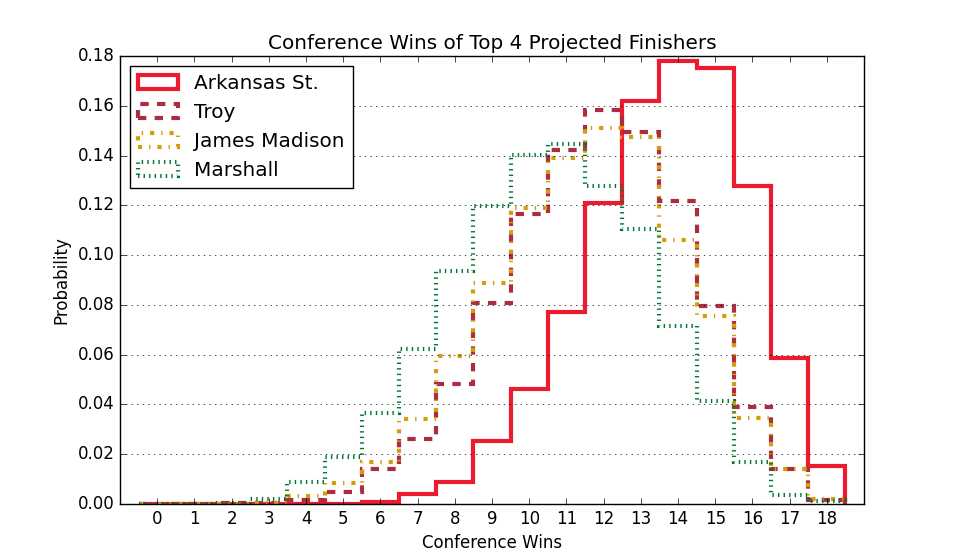 Conference Wins of Top 4 Projected Finishers
0.18
0.16
0.14
0.12
0.10
0.08
0.06
0.04
0.02
0.00
Probability
Arkansas St.
Troy
James Madison
Marshall
0 1 2 3 4 5 6 7 8 9 10 11 12 13 14 15 16 17 18
Conference Wins